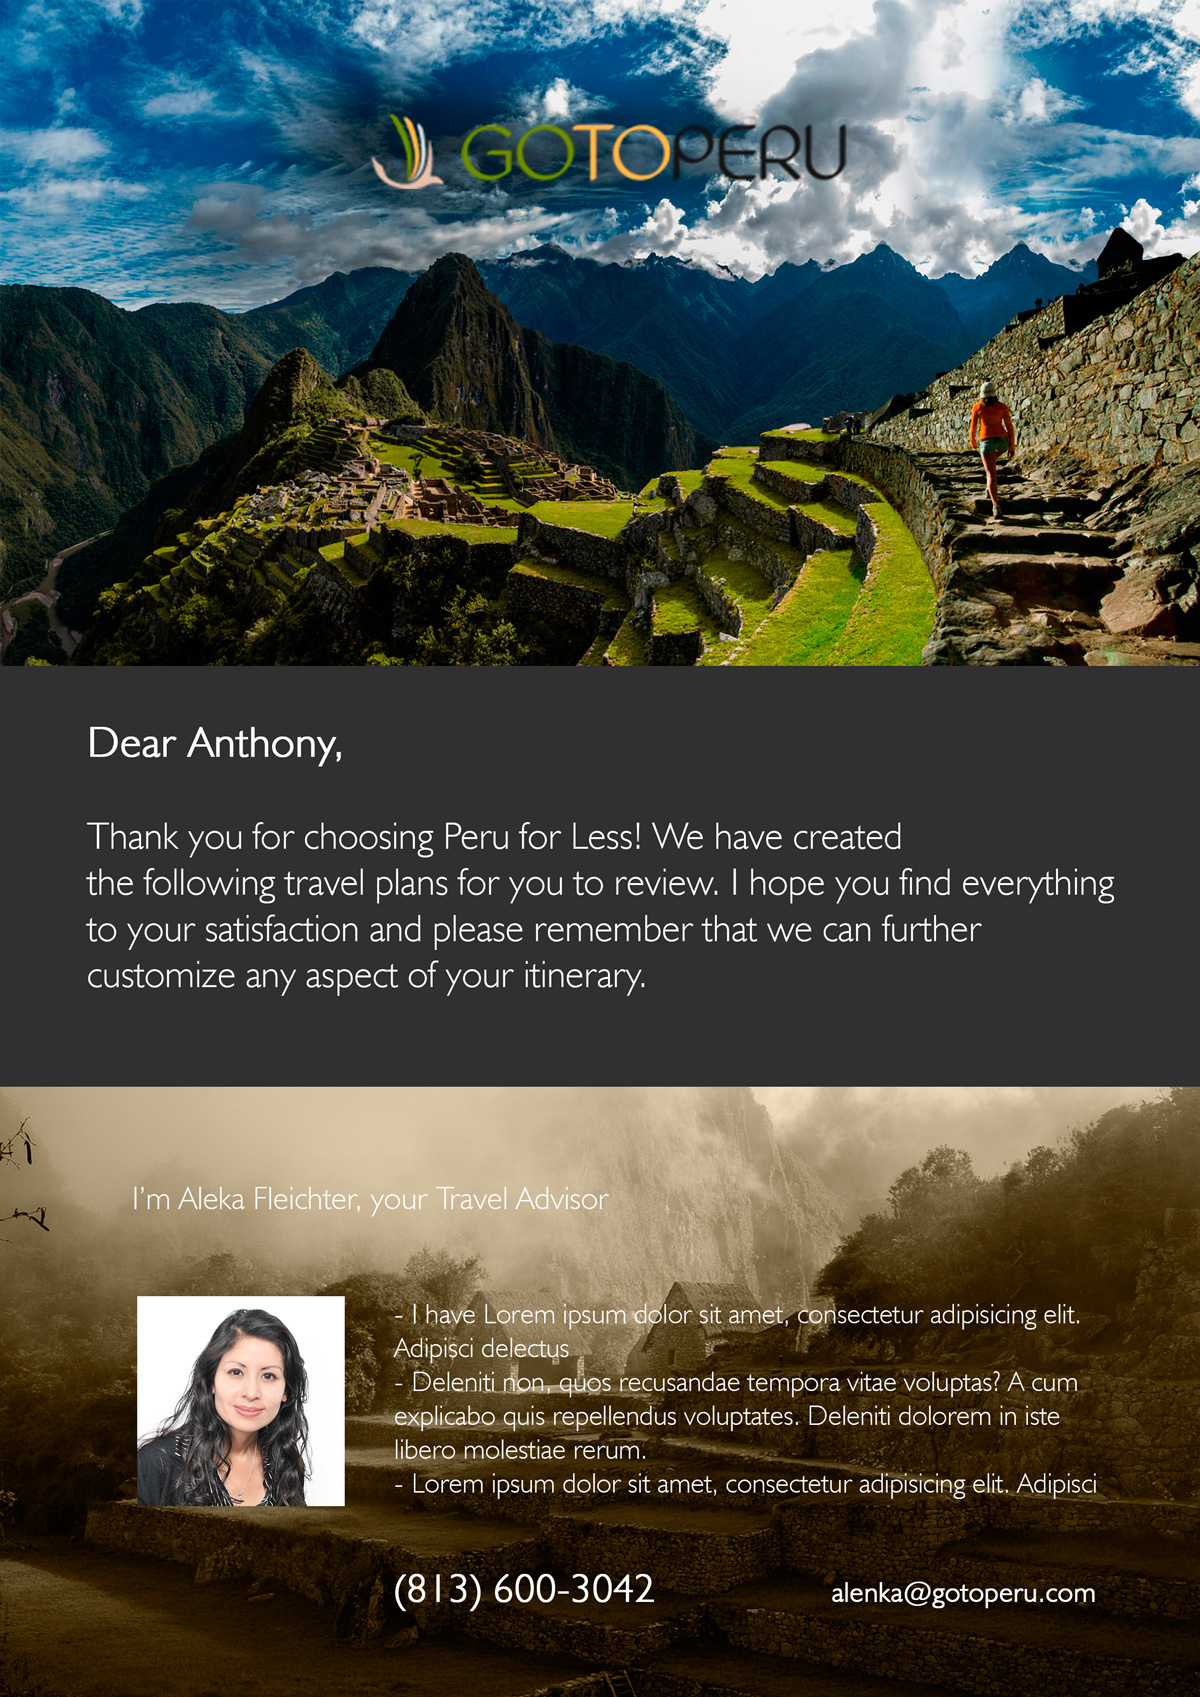 GOTOPERU
Dear Anthony,
Thank you for choosing Peru for Less! We have created
the following travel plans for you to review. I hope you find everything
to your satisfaction and please remember that we can further
customize any aspect of your itinerary.
I'm Aleka Fleichter, your Travel Advisor
- I have Lorem ipsum dolor sit amet, consectetur adipisicing elit.
Adipisci delectus
- Deleniti non, quos recusandae tempora vitae voluptas? A cum
explicabo quis repellendus voluptates. Deleniti dolorem in iste
libero molestiae rerum.
- Lorem ipsum dolor sit amet, consectetur adipisicing elit. Adipisci
(813) 600-3042
alenka@gotoperu.com